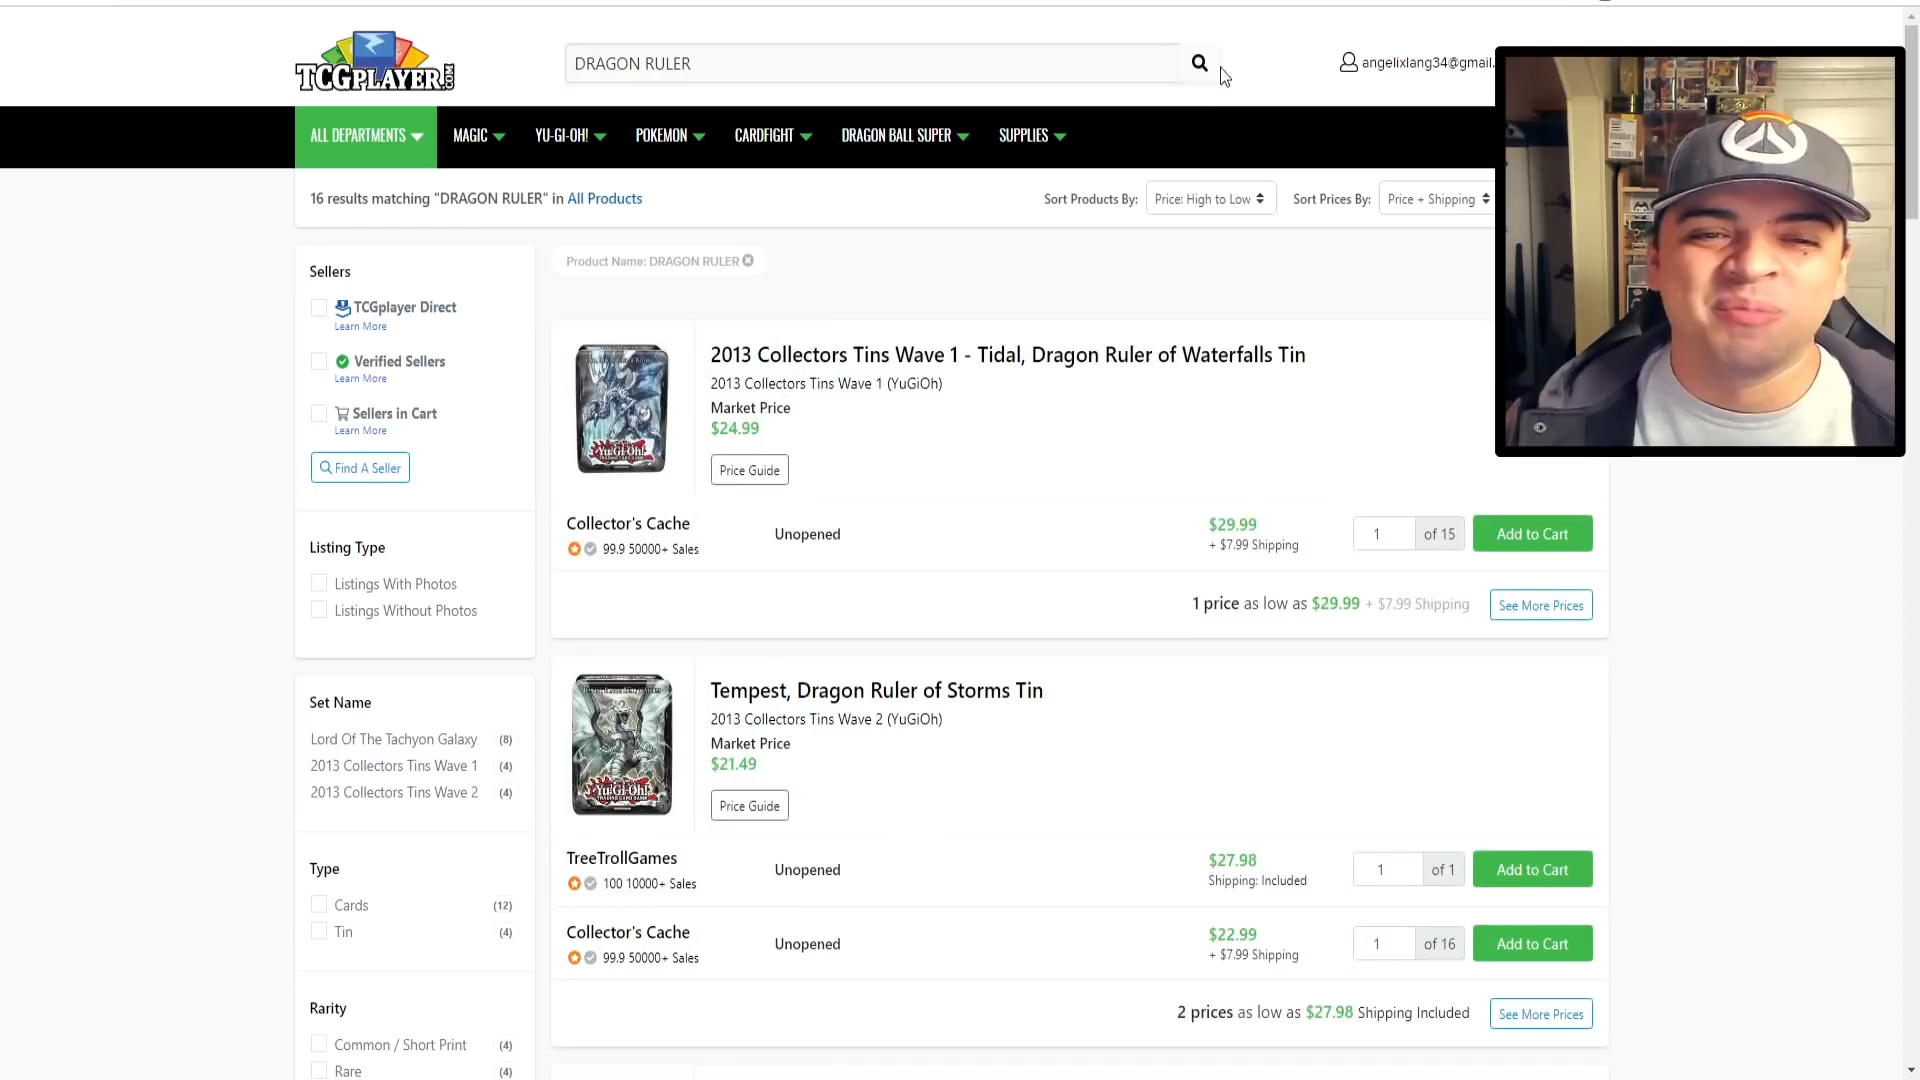 TCGPLAYER.COM
DRAGON RULER
angelixlang34@gmail.
ALL DEPARTMENTS
MAGIC
YU-GI-OH!
POKEMON
CARDFIGHT
DRAGON BALL SUPER
SUPPLIES
16 results matching "DRAGON RULER" in All Products
Sort Products By: Price: High to Low
Sort Prices By: Price + Shipping
Sellers
TCGplayer Direct
Learn More
Verified Sellers
Learn More
Sellers in Cart
Learn More
Find A Seller
Listing Type
Listings With Photos
Listings Without Photos
Set Name
Lord Of The Tachyon Galaxy (8)
2013 Collectors Tins Wave 1 (4)
2013 Collectors Tins Wave 2 (4)
Type
Cards (12)
Tin (4)
Rarity
Common / Short Print (4)
Rare (4)
Product Name: DRAGON RULER
Yu-Gi-Oh!
2013 Collectors Tins Wave 1 - Tidal, Dragon Ruler of Waterfalls Tin
2013 Collectors Tins Wave 1 (YuGiOh)
Market Price
$24.99
Price Guide
Collector's Cache
99.9 50000+ Sales
Unopened
$29.99
+ $7.99 Shipping
1 of 15
Add to Cart
1 price as low as $29.99 + $7.99 Shipping
See More Prices
Yu-Gi-Oh!
Tempest, Dragon Ruler of Storms Tin
2013 Collectors Tins Wave 2 (YuGiOh)
Market Price
$21.49
Price Guide
TreeTrollGames
100 10000+ Sales
Unopened
$27.98
Shipping: Included
1 of 1
Add to Cart
Collector's Cache
99.9 50000+ Sales
Unopened
$22.99
+ $7.99 Shipping
1 of 16
Add to Cart
2 prices as low as $27.98 Shipping Included
See More Prices